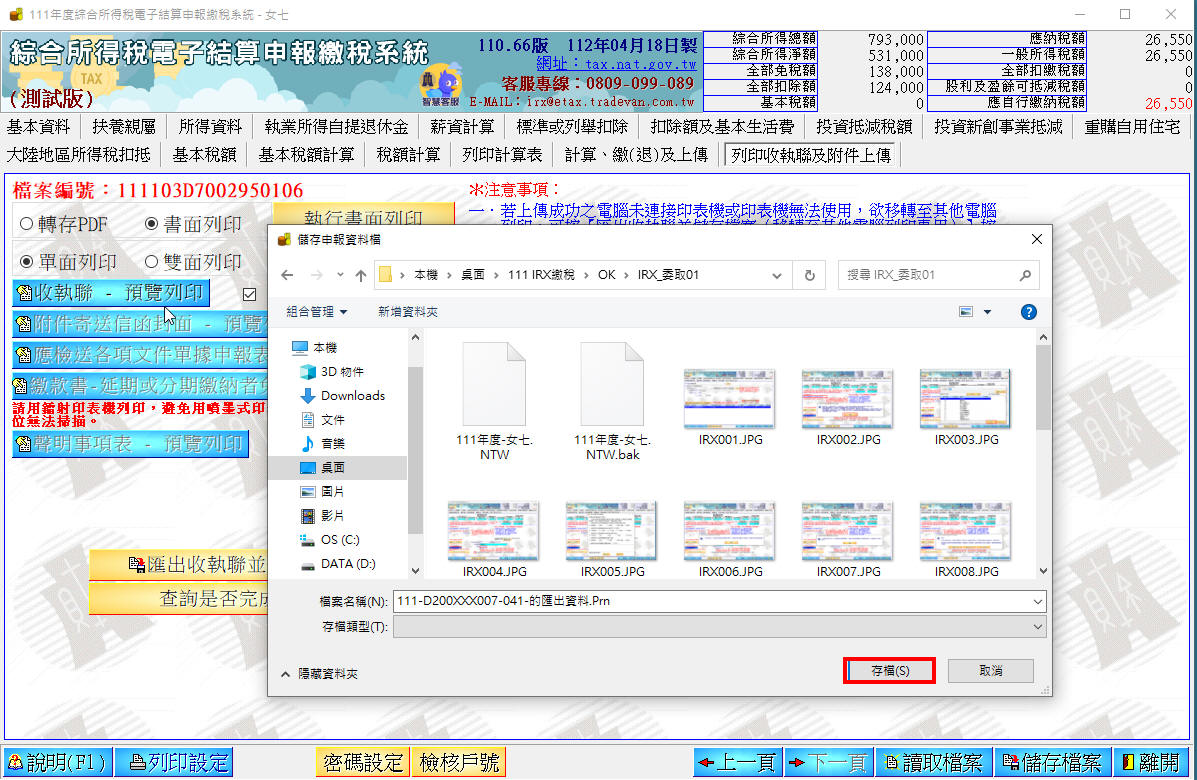 111年度綜合所得稅電子結算申報繳稅系統 - 女七
綜合所得稅電子結算申報繳稅系統
(測試版)
TAX
110.66版 112年04月18日製
網址：tax.nat.gov.tw
客服專線：0809-099-089
E-MAIL：irx@etax.tradevan.com.tw
智慧客服
綜合所得總額 793,000 應納稅額 26,550
綜合所得淨額 531,000 一般所得稅額 26,550
全部免稅額 138,000 全部扣繳稅額 0
全部扣除額 124,000 股利及盈餘可抵減稅額 0
基本稅額 0 應自行繳納稅額 26,550
基本資料 扶養親屬 所得資料 執業所得自提退休金 薪資計算 標準或列舉扣除 扣除額及基本生活費 投資抵減稅額 投資新創事業抵減 重購自用住宅
大陸地區所得稅扣抵 基本稅額 基本稅額計算 稅額計算 列印計算表 計算、繳(退)及上傳 列印收執聯及附件上傳
檔案編號：111103D7002950106
轉存PDF 書面列印
執行書面列印
單面列印 雙面列印
收執聯 - 預覽列印
附件寄送信函封面 - 預覽
應檢送各項文件單據申報表
繳款書-延期或分期繳納者
請用鐳射印表機列印，避免用噴墨式印
位無法掃描。
聲明事項表 - 預覽列印
匯出收執聯並
查詢是否完成
※注意事項：
一．若上傳成功之電腦未連接印表機或印表機無法使用，欲移轉至其他電腦
儲存申報資料檔
本機 桌面 111 IRX繳稅 OK IRX_委取01
搜尋 IRX_委取01
組合管理 新增資料夾
本機
3D 物件
Downloads
文件
音樂
桌面
圖片
影片
OS (C:)
DATA (D:)
111年度-女七.
NTW
111年度-女七.
NTW.bak
IRX001.JPG
IRX002.JPG
IRX003.JPG
IRX004.JPG
IRX005.JPG
IRX006.JPG
IRX007.JPG
IRX008.JPG
檔案名稱(N): 111-D200XXX007-041-的匯出資料.Prn
存檔類型(T):
隱藏資料夾
存檔(S) 取消
說明(F1) 列印設定 密碼設定 檢核戶號 上一頁 下一頁 讀取檔案 儲存檔案 離開